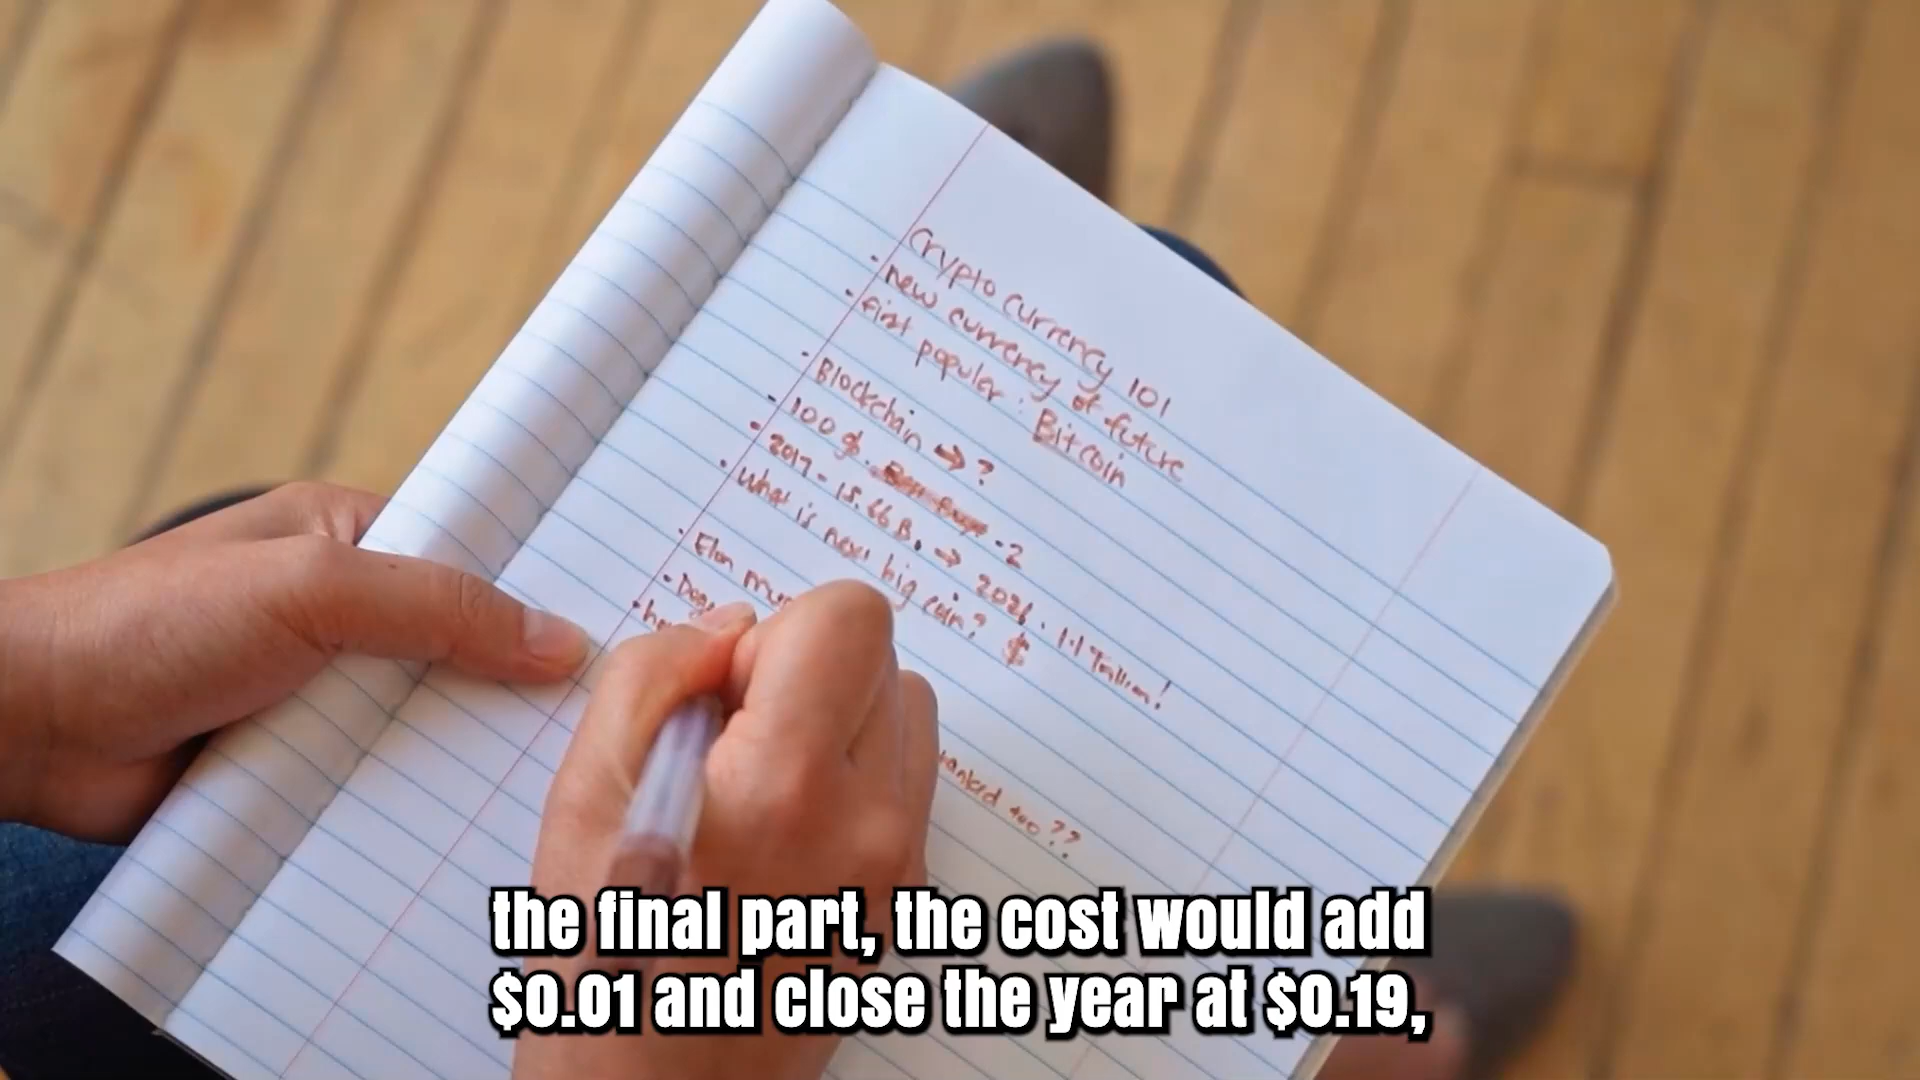 Crypto currency 101
· new currency of future
· first popular : Bitcoin
· Blockchain → ?
· 100 $. -2
· 2017 - 15.66 B. → 2021. 1.1 Trillion!
· What is next big coin? $
· Elon
· Doge
tanked too ??
the final part, the cost would add
$0.01 and close the year at $0.19,